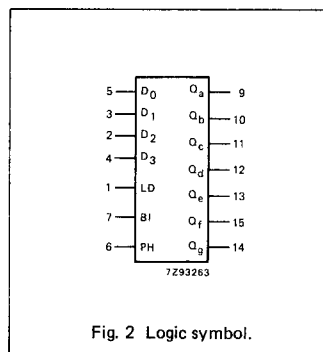 5 D0 Qa 9
3 D1 Qb 10
2 D2 Qc 11
4 D3 Qd 12
1 LD Qe 13
7 BI Qf 15
6 PH Qg 14
7Z93263
Fig. 2 Logic symbol.